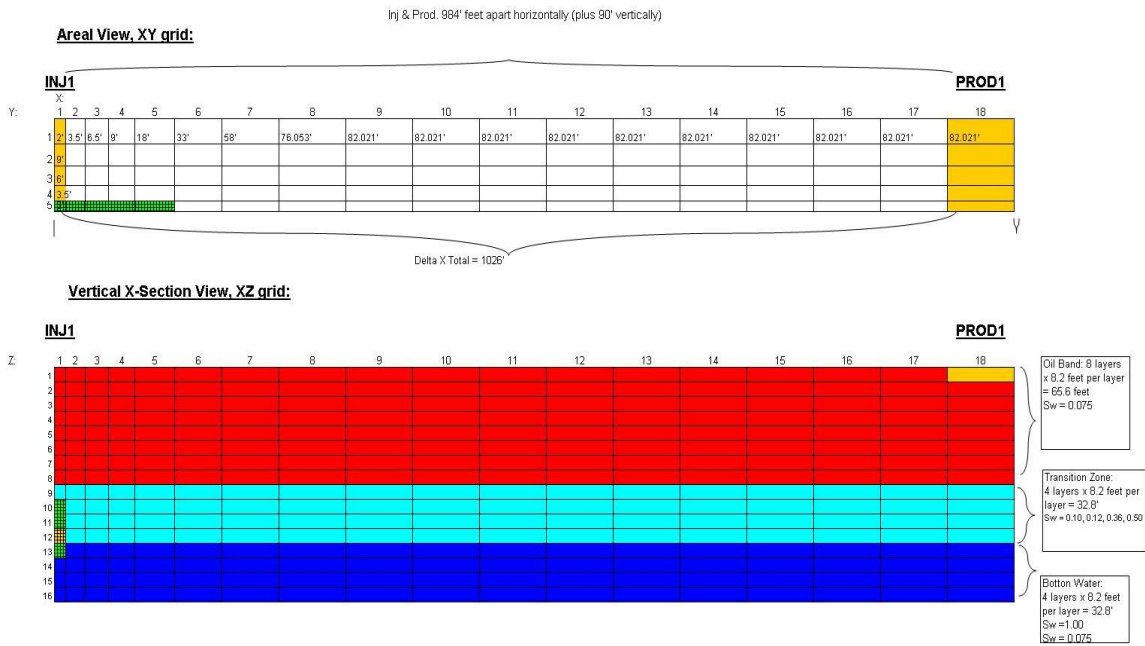 Inj & Prod. 984' feet apart horizontally (plus 90' vertically)
Areal View, XY grid:
INJ1 PROD1
X:
Y: 1 2 3 4 5 6 7 8 9 10 11 12 13 14 15 16 17 18
1 2' 3.5' 6.5' 9' 18' 33' 58' 76.053' 82.021' 82.021' 82.021' 82.021' 82.021' 82.021' 82.021' 82.021' 82.021' 82.021'
2 9'
3 6'
4 3.5'
5
Delta X Total = 1026'
Vertical X-Section View, XZ grid:
INJ1 PROD1
Z: 1 2 3 4 5 6 7 8 9 10 11 12 13 14 15 16 17 18
1
2
3
4
5
6
7
8
9
10
11
12
13
14
15
16
Oil Band: 8 layers
x 8.2 feet per layer
= 65.6 feet
Sw = 0.075
Transition Zone:
4 layers x 8.2 feet per
layer = 32.8'
Sw = 0.10, 0.12, 0.36, 0.50
Botton Water:
4 layers x 8.2 feet
per layer = 32.8'
Sw =1.00
Sw = 0.075